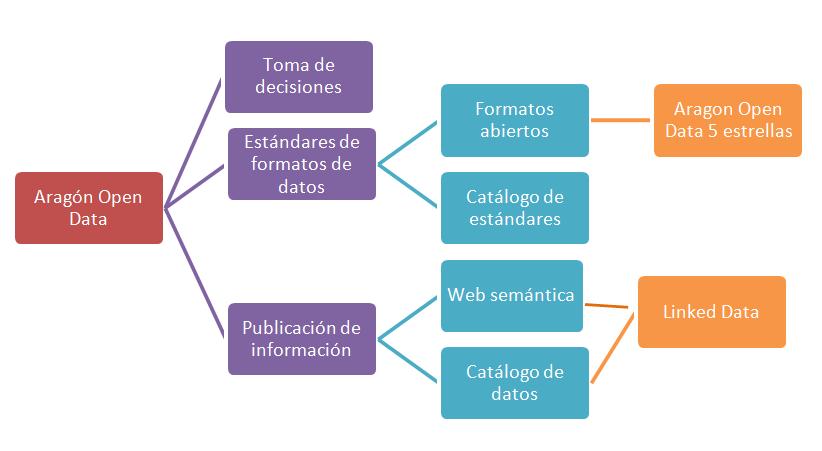 Aragón Open
Data
Toma de
decisiones
Estándares de
formatos de
datos
Publicación de
información
Formatos
abiertos
Catálogo de
estándares
Web semántica
Catálogo de
datos
Aragon Open
Data 5 estrellas
Linked Data